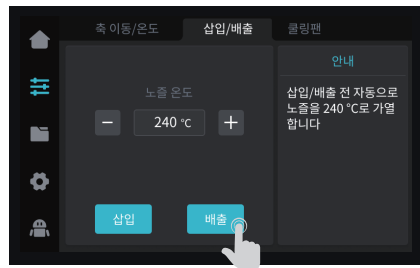 축 이동/온도
삽입/배출
쿨링팬
노즐 온도
− 240 °C +
삽입
배출
안내
삽입/배출 전 자동으로
노즐을 240 °C로 가열
합니다